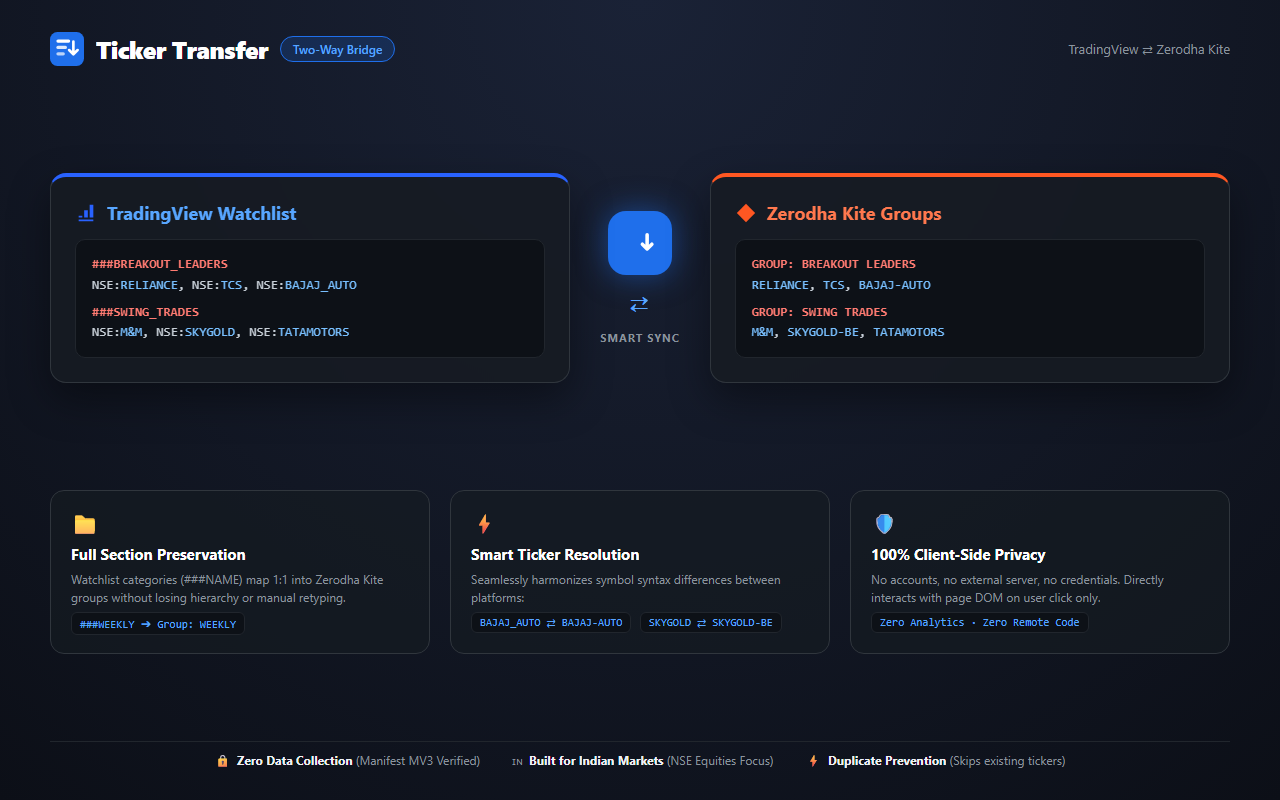 Ticker Transfer
Two-Way Bridge
TradingView ⇄ Zerodha Kite
TradingView Watchlist
###BREAKOUT_LEADERS
NSE:RELIANCE, NSE:TCS, NSE:BAJAJ_AUTO
###SWING_TRADES
NSE:M&M, NSE:SKYGOLD, NSE:TATAMOTORS
⇄
SMART SYNC
Zerodha Kite Groups
GROUP: BREAKOUT LEADERS
RELIANCE, TCS, BAJAJ-AUTO
GROUP: SWING TRADES
M&M, SKYGOLD-BE, TATAMOTORS
Full Section Preservation
Watchlist categories (###NAME) map 1:1 into Zerodha Kite
groups without losing hierarchy or manual retyping.
###WEEKLY ➔ Group: WEEKLY
Smart Ticker Resolution
Seamlessly harmonizes symbol syntax differences between
platforms:
BAJAJ_AUTO ⇄ BAJAJ-AUTO
SKYGOLD ⇄ SKYGOLD-BE
100% Client-Side Privacy
No accounts, no external server, no credentials. Directly
interacts with page DOM on user click only.
Zero Analytics · Zero Remote Code
Zero Data Collection (Manifest MV3 Verified)
IN Built for Indian Markets (NSE Equities Focus)
Duplicate Prevention (Skips existing tickers)